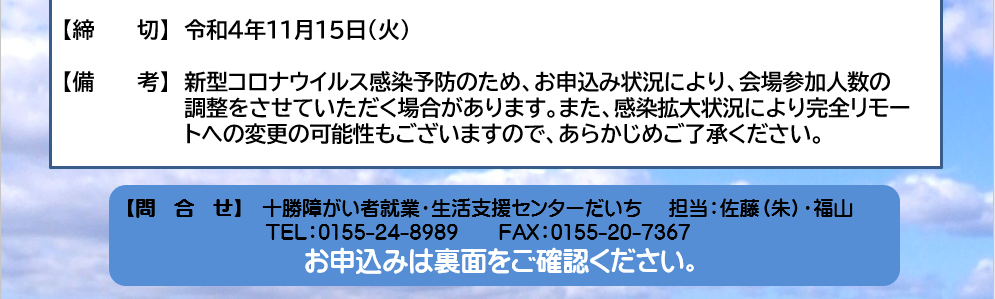 【締　　切】 令和4年11月15日(火)
【備　　考】 新型コロナウイルス感染予防のため、お申込み状況により、会場参加人数の
調整をさせていただく場合があります。また、感染拡大状況により完全リモー
トへの変更の可能性もございますので、あらかじめご了承ください。
【問　合　せ】 十勝障がい者就業・生活支援センターだいち　担当：佐藤（朱）・福山
TEL：0155-24-8989　　FAX：0155-20-7367
お申込みは裏面をご確認ください。